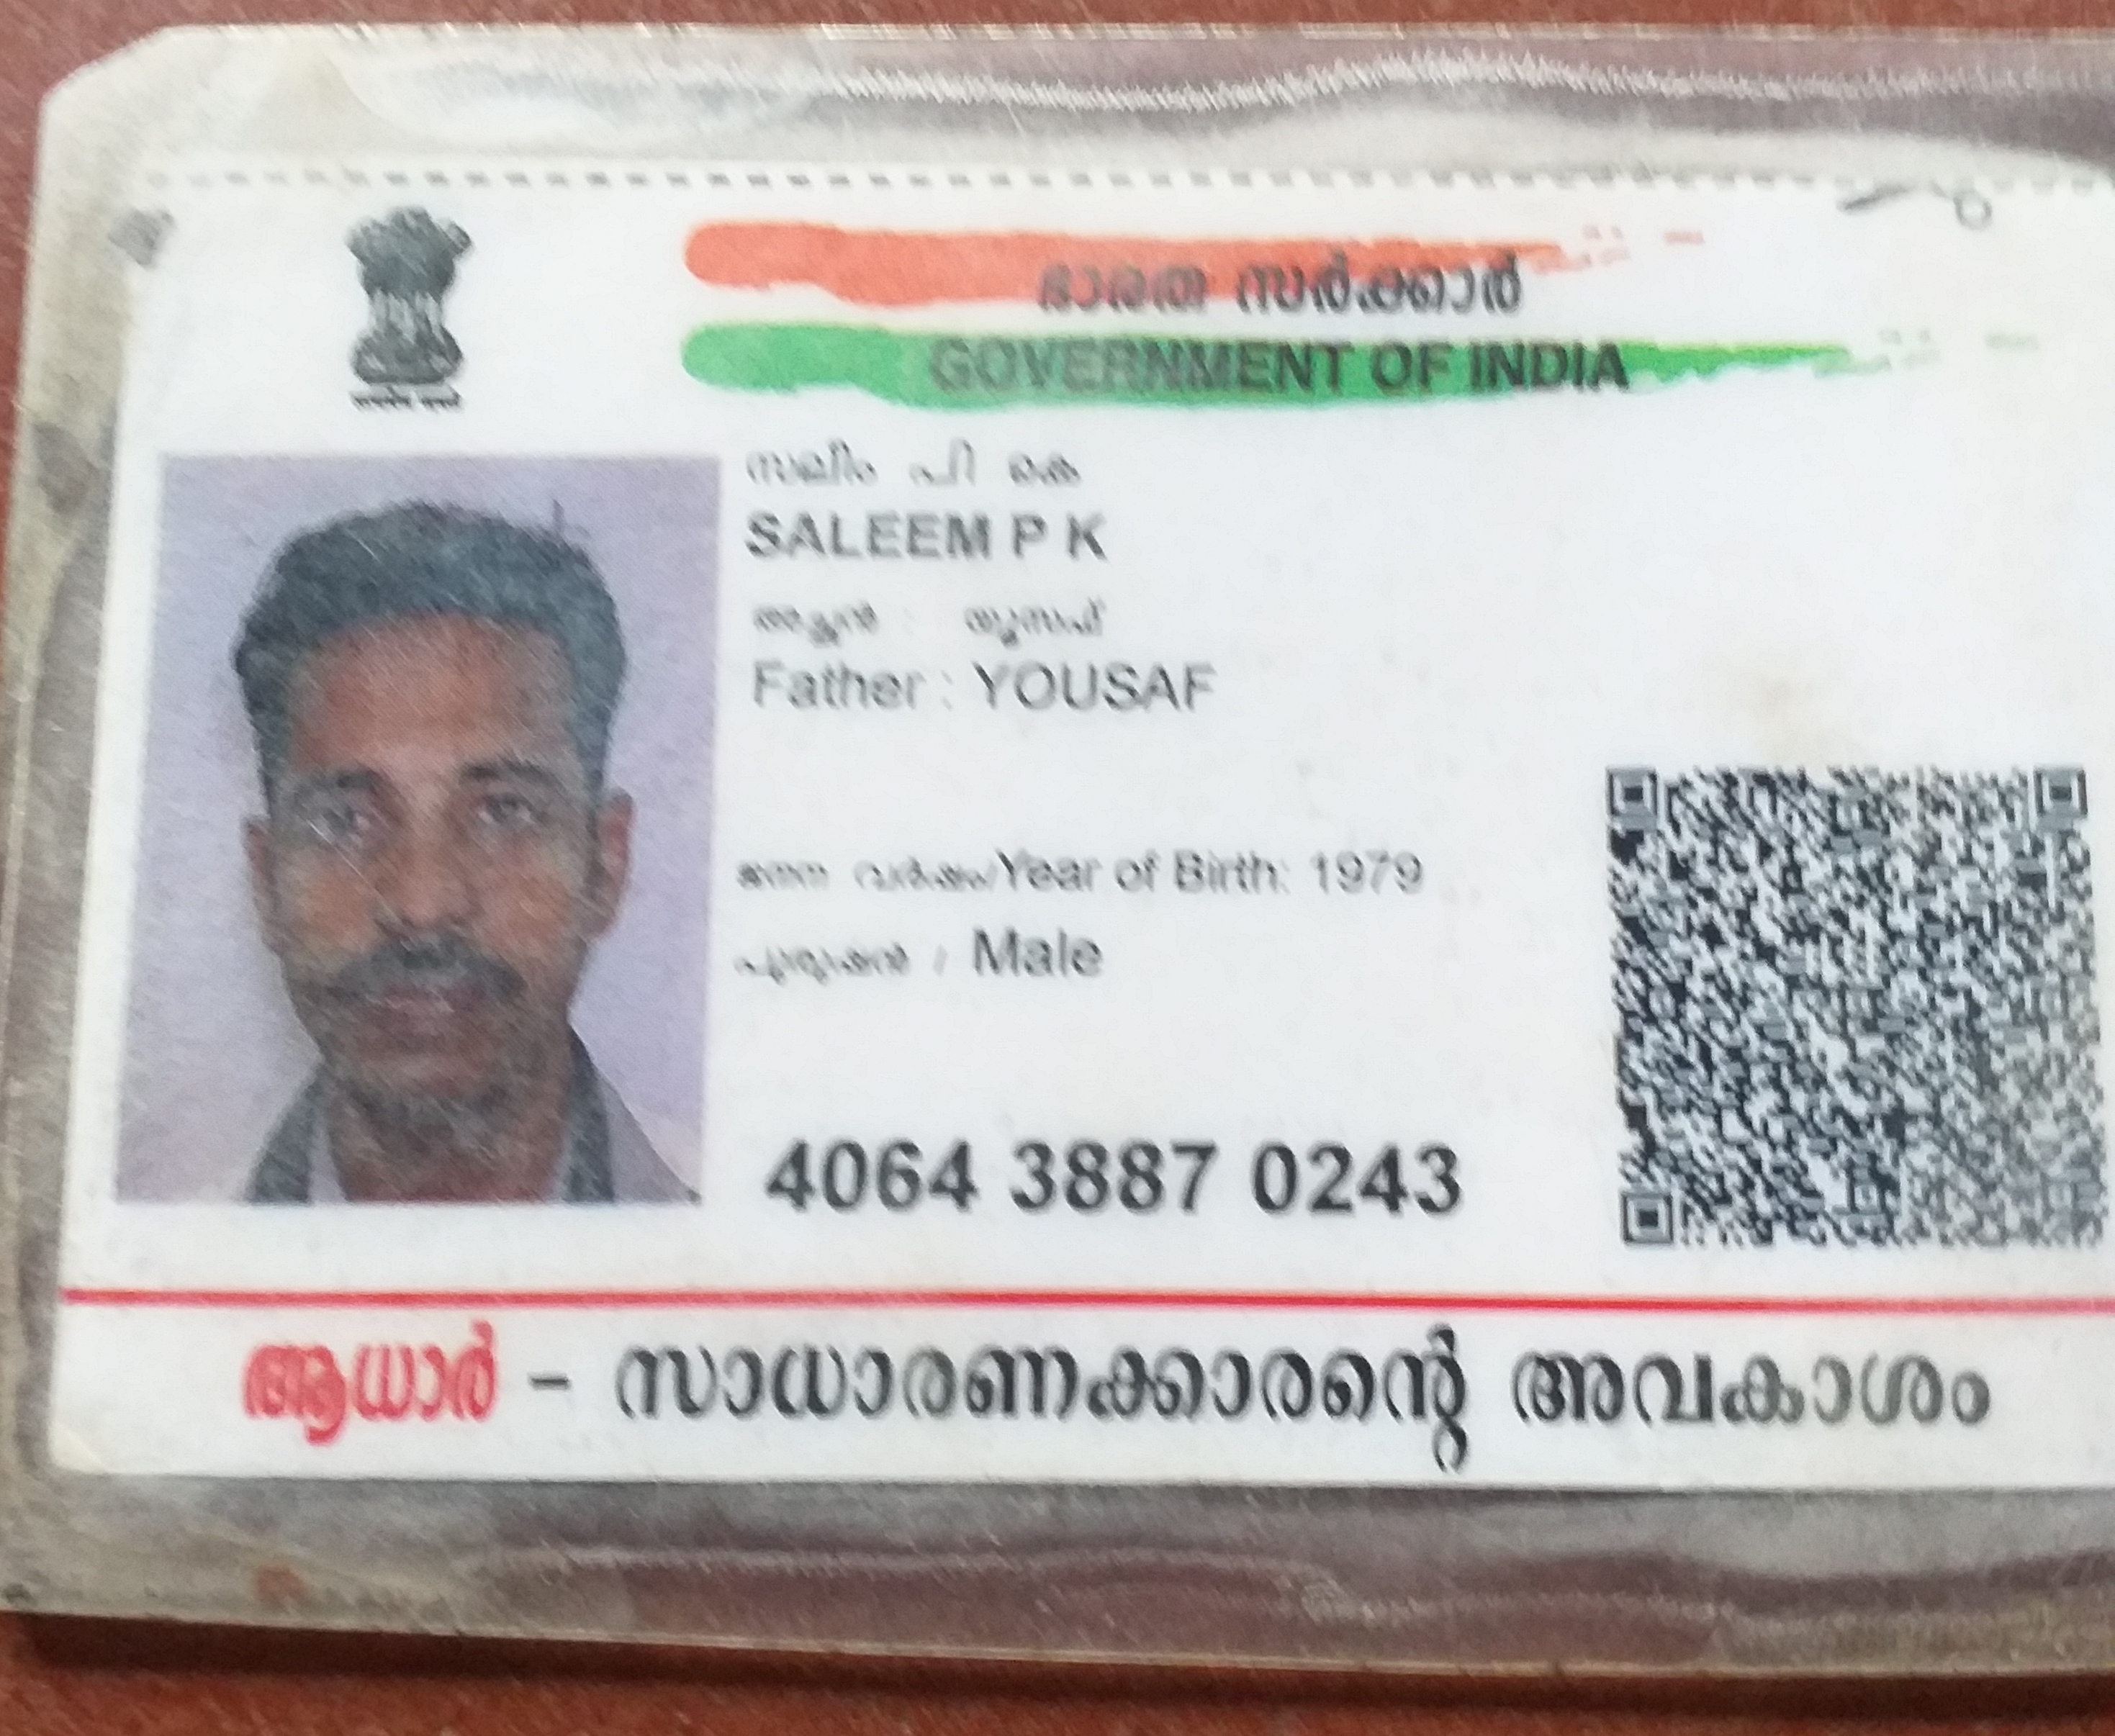 ഭാരത സർക്കാർ
GOVERNMENT OF INDIA
സലീം പി കെ
SALEEM P K
അച്ഛൻ : യൂസഫ്
Father : YOUSAF
ജനന വർഷം/Year of Birth: 1979
പുരുഷൻ / Male
4064 3887 0243
ആധാർ - സാധാരണക്കാരന്റെ അവകാശം